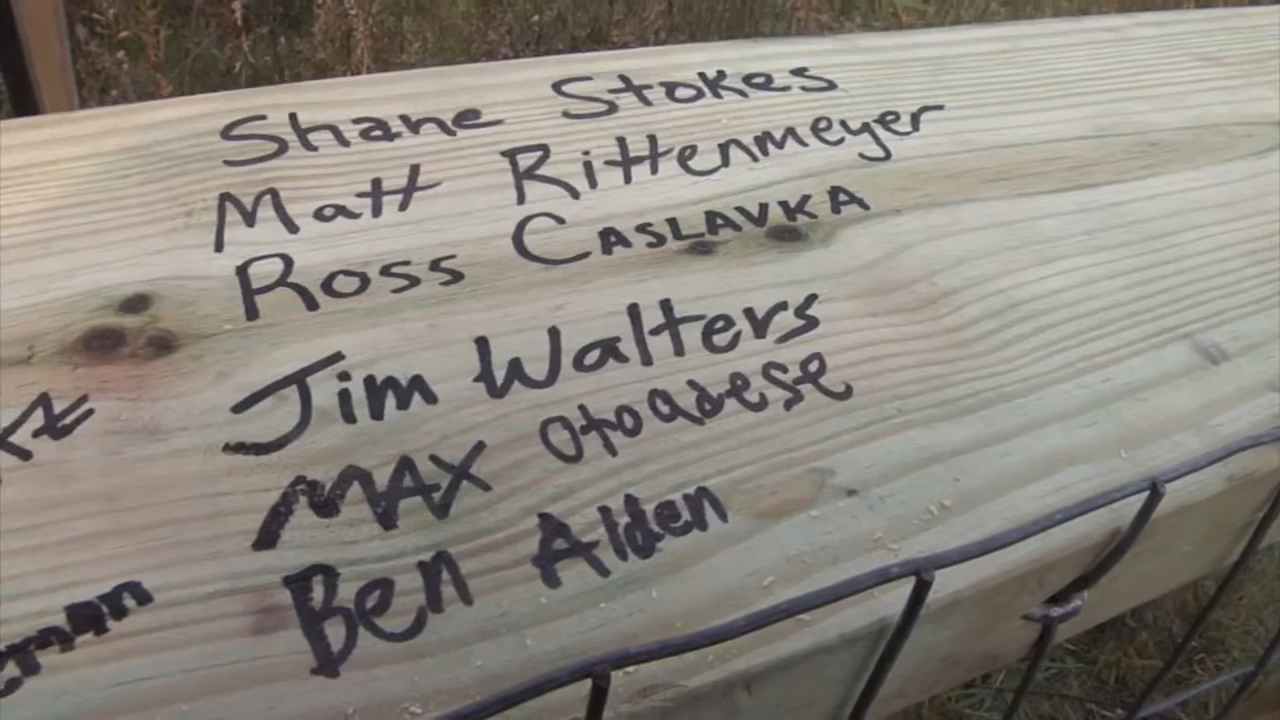 Shane Stokes
Matt Rittenmeyer
Ross CASLAVKA
Jim Walters
MAX Otoadese
Ben Alden